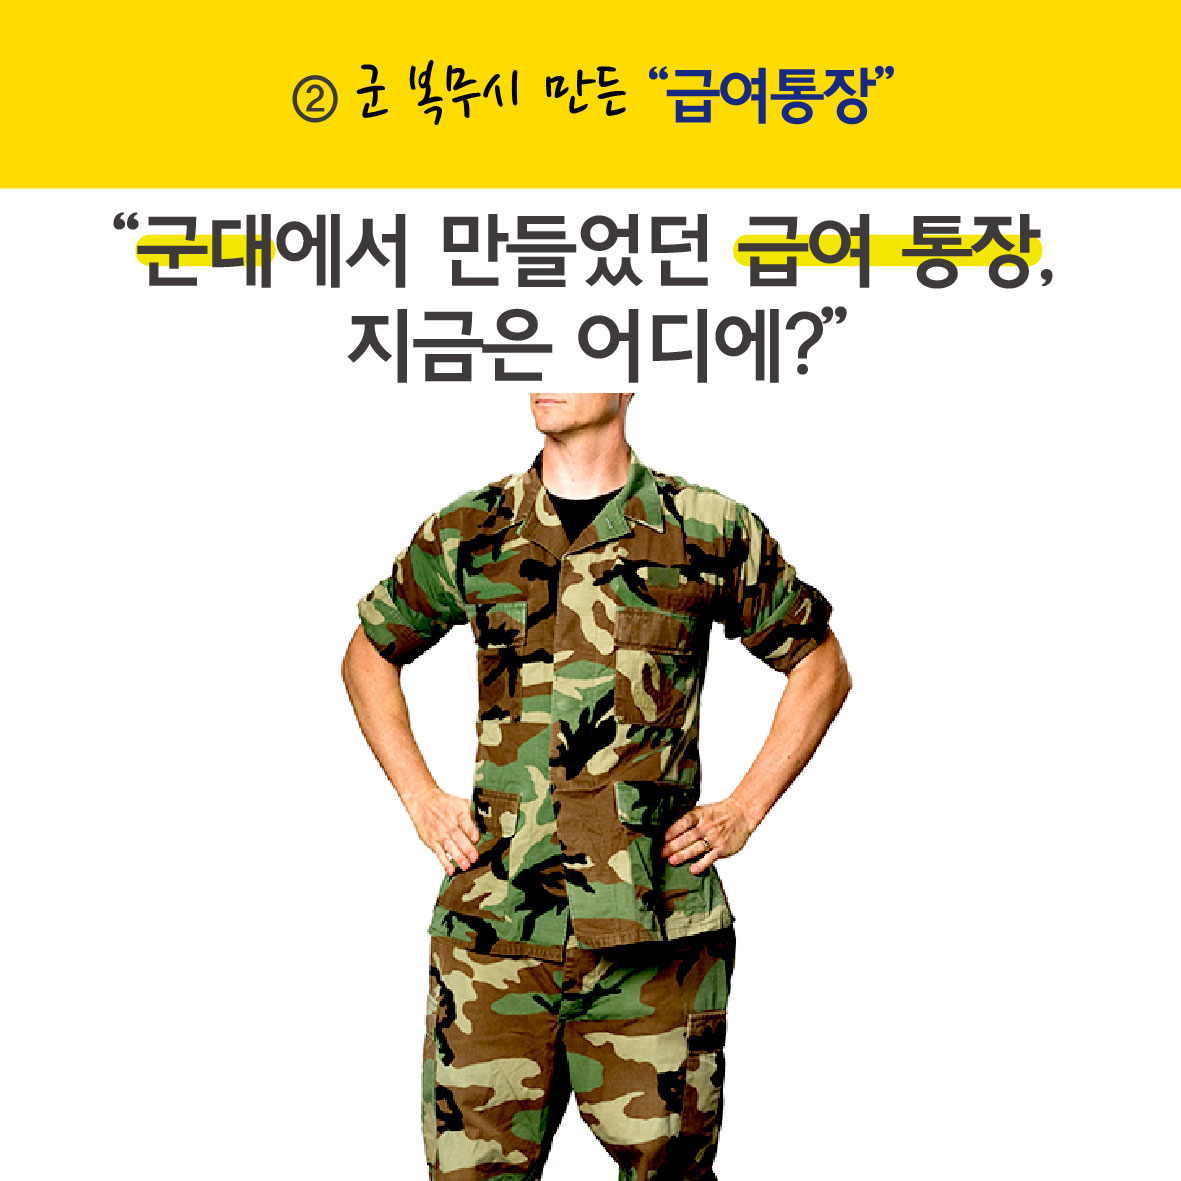 ② 군 복무시 만든 “급여통장”
“군대에서 만들었던 급여 통장,
지금은 어디에?”